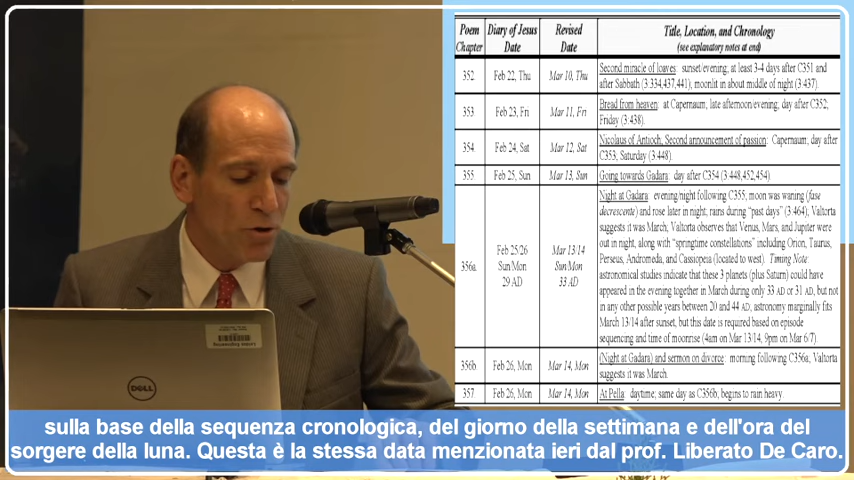 Poem Chapter
Diary of Jesus Date
Revised Date
Title, Location, and Chronology
(see explanatory notes at end)
352
Feb 22, Thu
Mar 10, Thu
Second miracle of loaves: sunset/evening, at least 3-4 days after C351 and
after Sabbath (3:334,437,441), moonlit in about middle of night (3:437).
353
Feb 23, Fri
Mar 11, Fri
Bread from heaven: at Capernaum, late afternoon/evening; day after C352;
Friday (3:438).
354
Feb 24, Sat
Mar 12, Sat
Nicolaus of Antioch, Second announcement of passion: Capernaum, day after
C353; Saturday (3:448).
355
Feb 25, Sun
Mar 13, Sun
Going towards Gadara: day after C354 (3:448,452,454)
356a
Feb 25/26
Sun/Mon
29 AD
Mar 13/14
Sun/Mon
33 AD
Night at Gadara: evening/night following C355; moon was waning (fase
decrescente) and rose later in night; rains during "past days" (3:464); Valtorta
suggests it was March; Valtorta observes that Venus, Mars, and Jupiter were
out in night, along with "springtime constellations" including Orion, Taurus,
Perseus, Andromeda, and Cassiopeia (located to west). Timing Note:
astronomical studies indicate that these 3 planets (plus Saturn) could have
appeared in the evening together in March during only 33 AD or 31 AD, but not
in any other possible years between 20 and 44 AD; astronomy marginally fits
March 13/14 after sunset, but this date is required based on episode
sequencing and time of moonrise (4am on Mar 13/14, 9pm on Mar 6/7).
356b
Feb 26, Mon
Mar 14, Mon
(Night at Gadara) and sermon on divorce: morning following C356a, Valtorta
suggests it was March.
357
Feb 26, Mon
Mar 14, Mon
At Pella: daytime; same day as C356b, begins to rain heavy.
DELL
sulla base della sequenza cronologica, del giorno della settimana e dell'ora del
sorgere della luna. Questa è la stessa data menzionata ieri dal prof. Liberato De Caro.